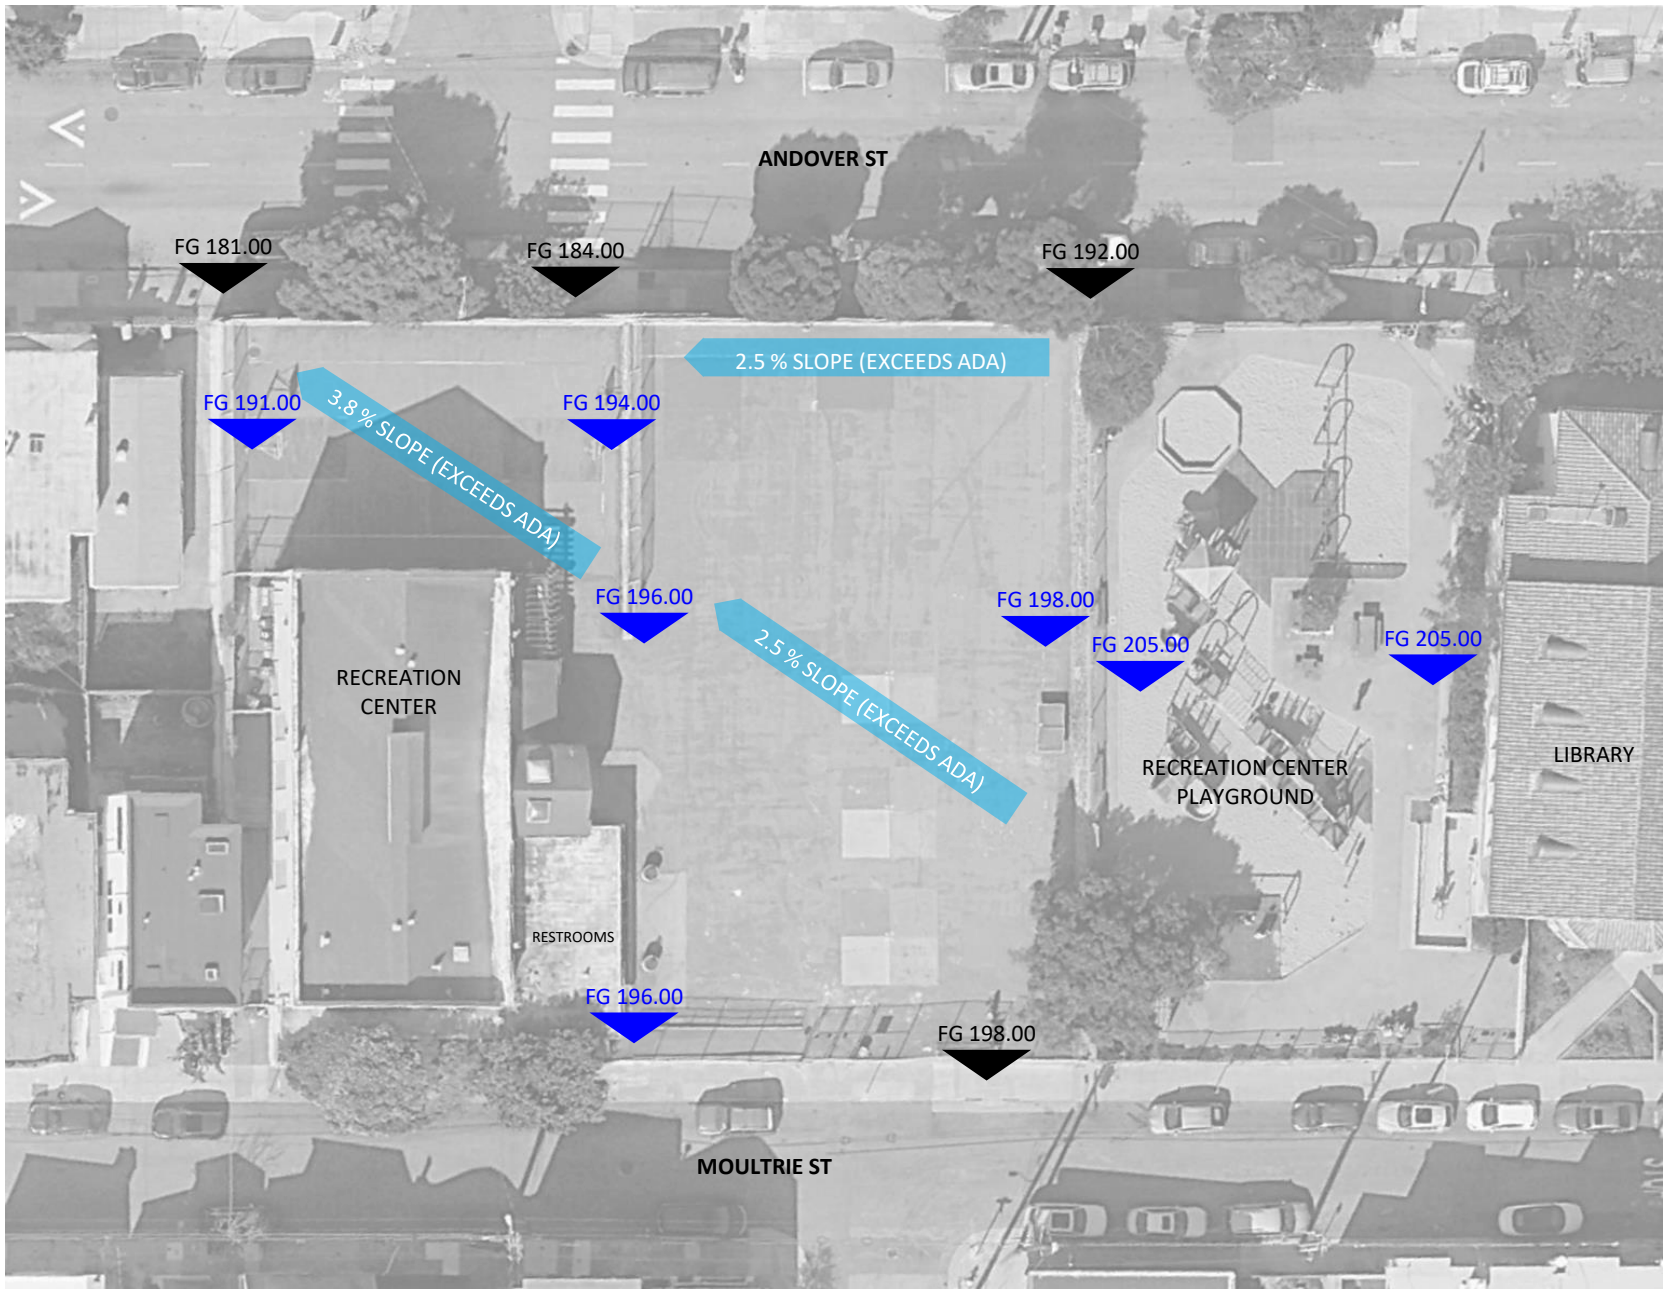 ANDOVER ST
FG 181.00
FG 184.00
FG 192.00
2.5 % SLOPE (EXCEEDS ADA)
FG 191.00
3.8 % SLOPE (EXCEEDS ADA)
FG 194.00
FG 196.00
FG 198.00
2.5 % SLOPE (EXCEEDS ADA)
FG 205.00
FG 205.00
RECREATION
CENTER
LIBRARY
RECREATION CENTER
PLAYGROUND
RESTROOMS
FG 196.00
FG 198.00
MOULTRIE ST